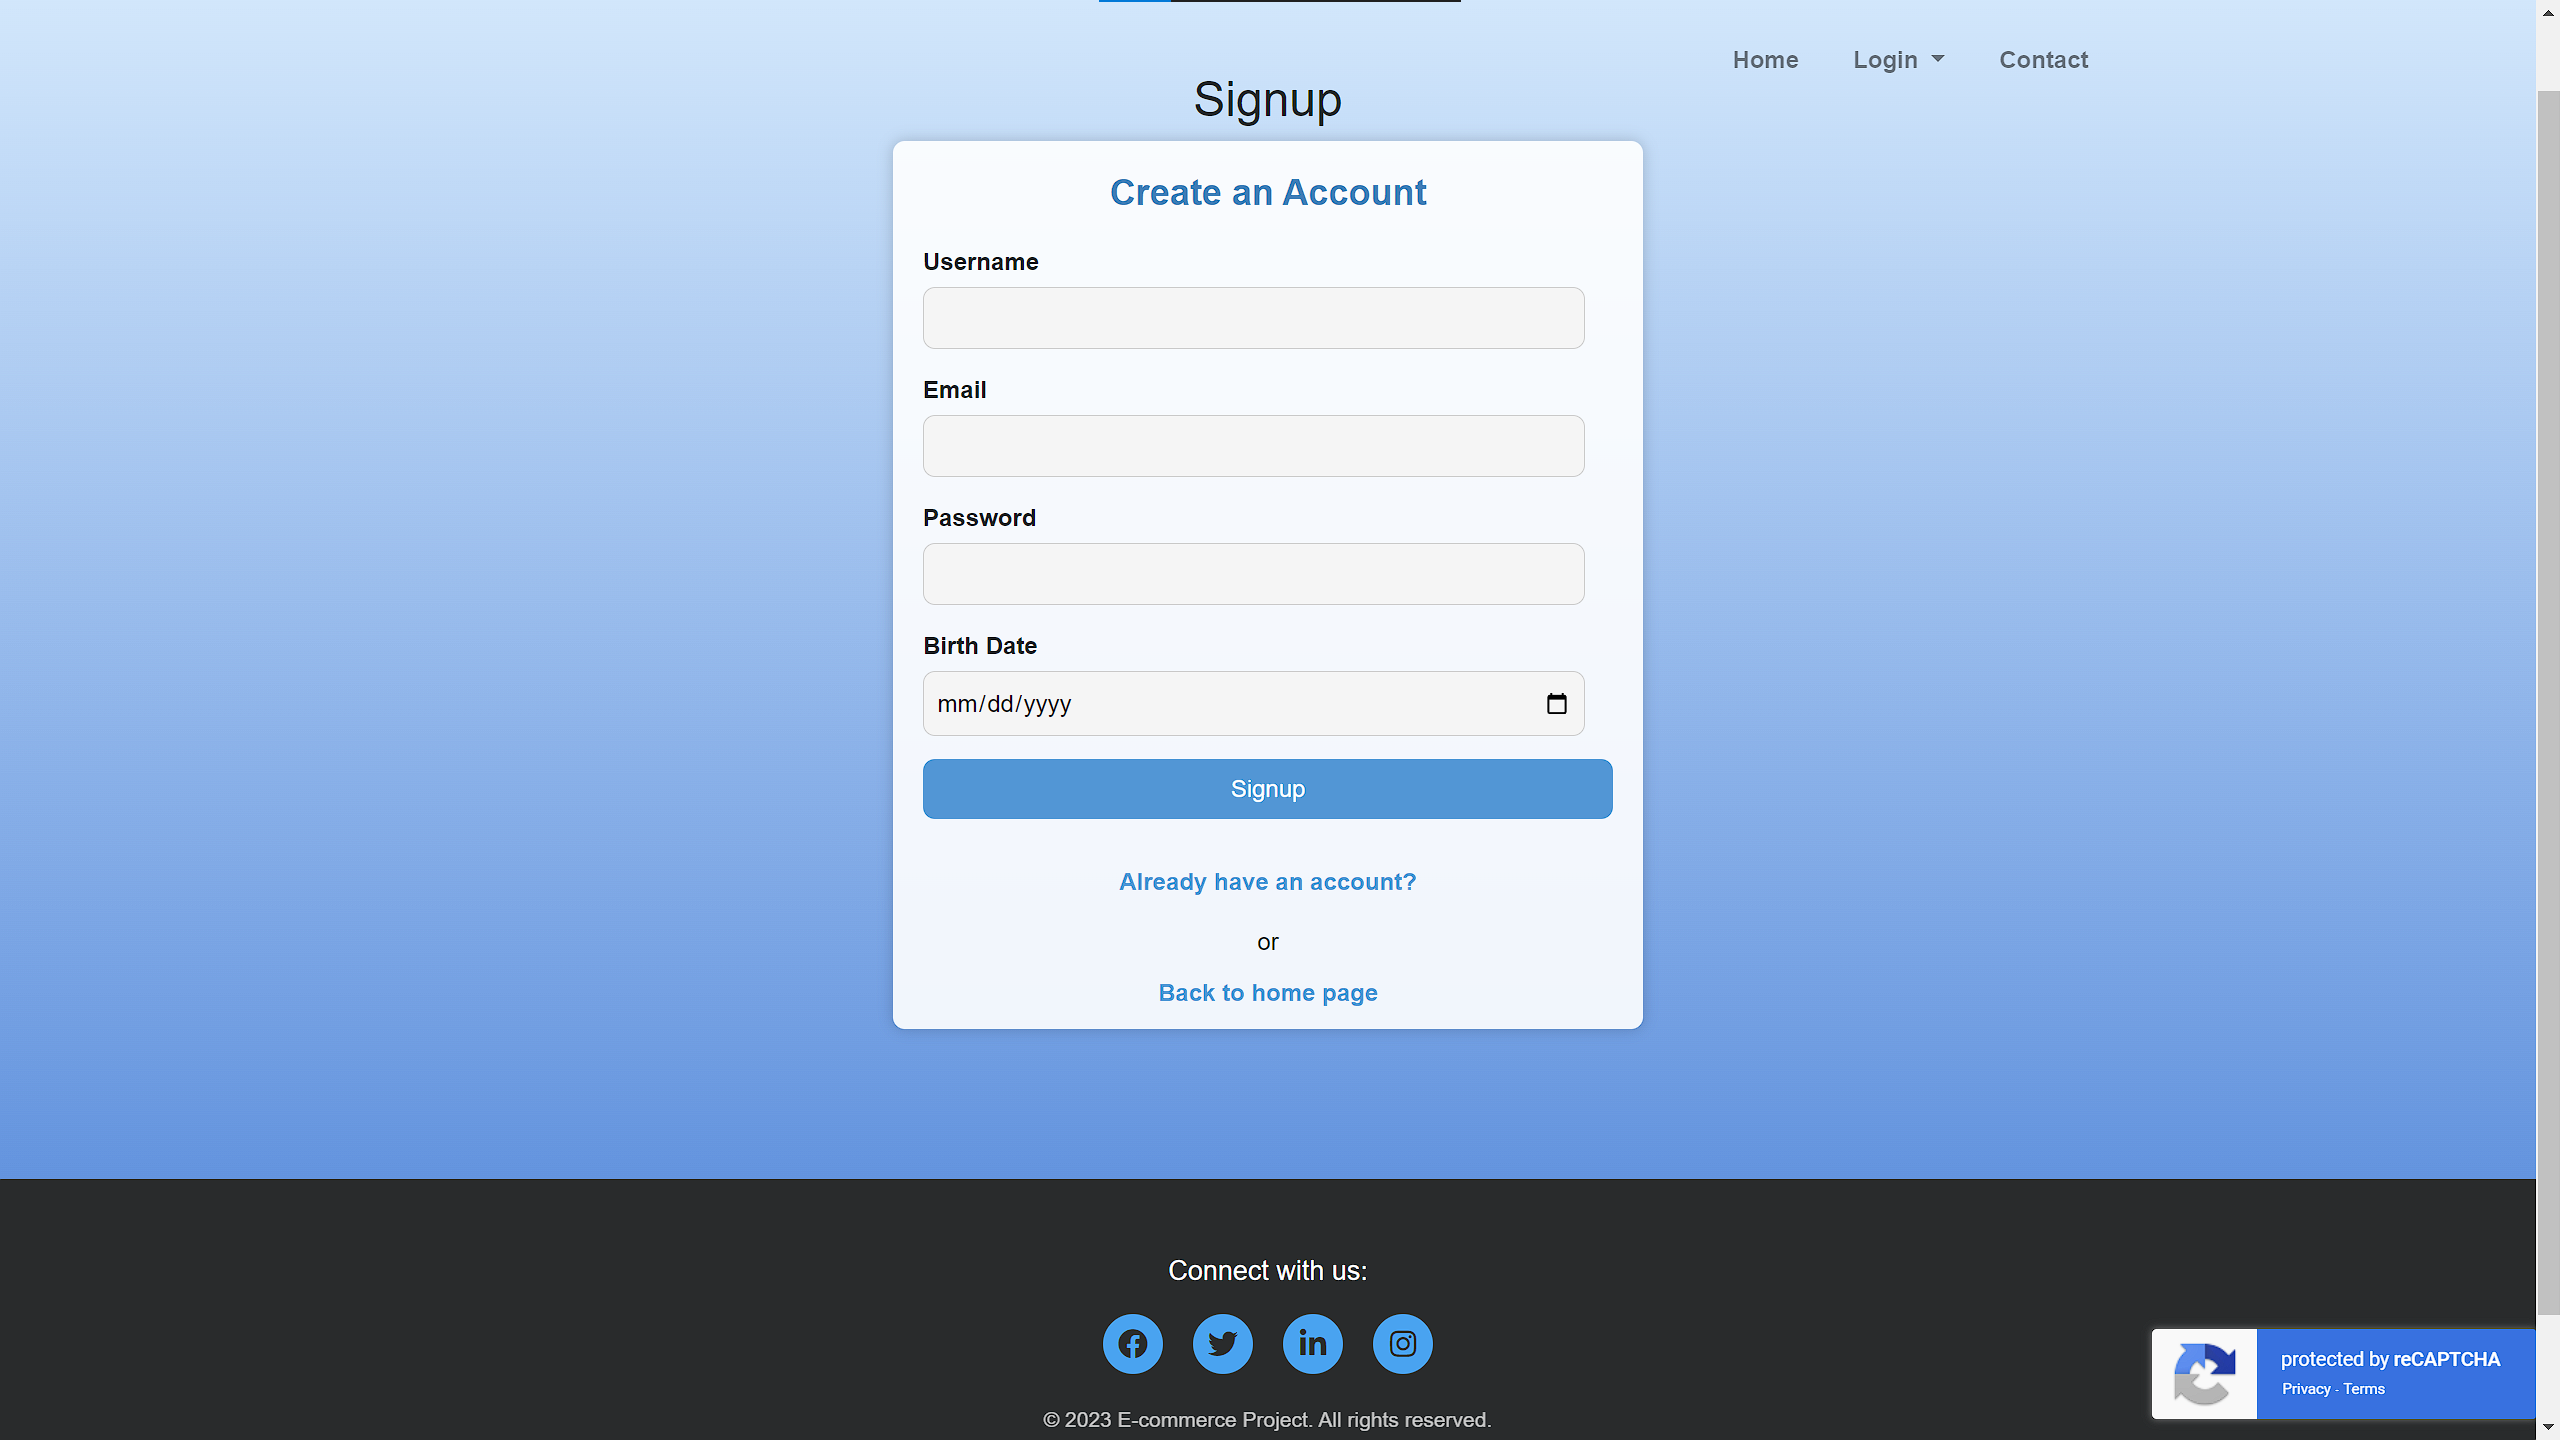 Home Login Contact
Signup
Create an Account
Username
Email
Password
Birth Date
mm/dd/yyyy
Signup
Already have an account?
or
Back to home page
Connect with us:
protected by reCAPTCHA
Privacy - Terms
© 2023 E-commerce Project. All rights reserved.